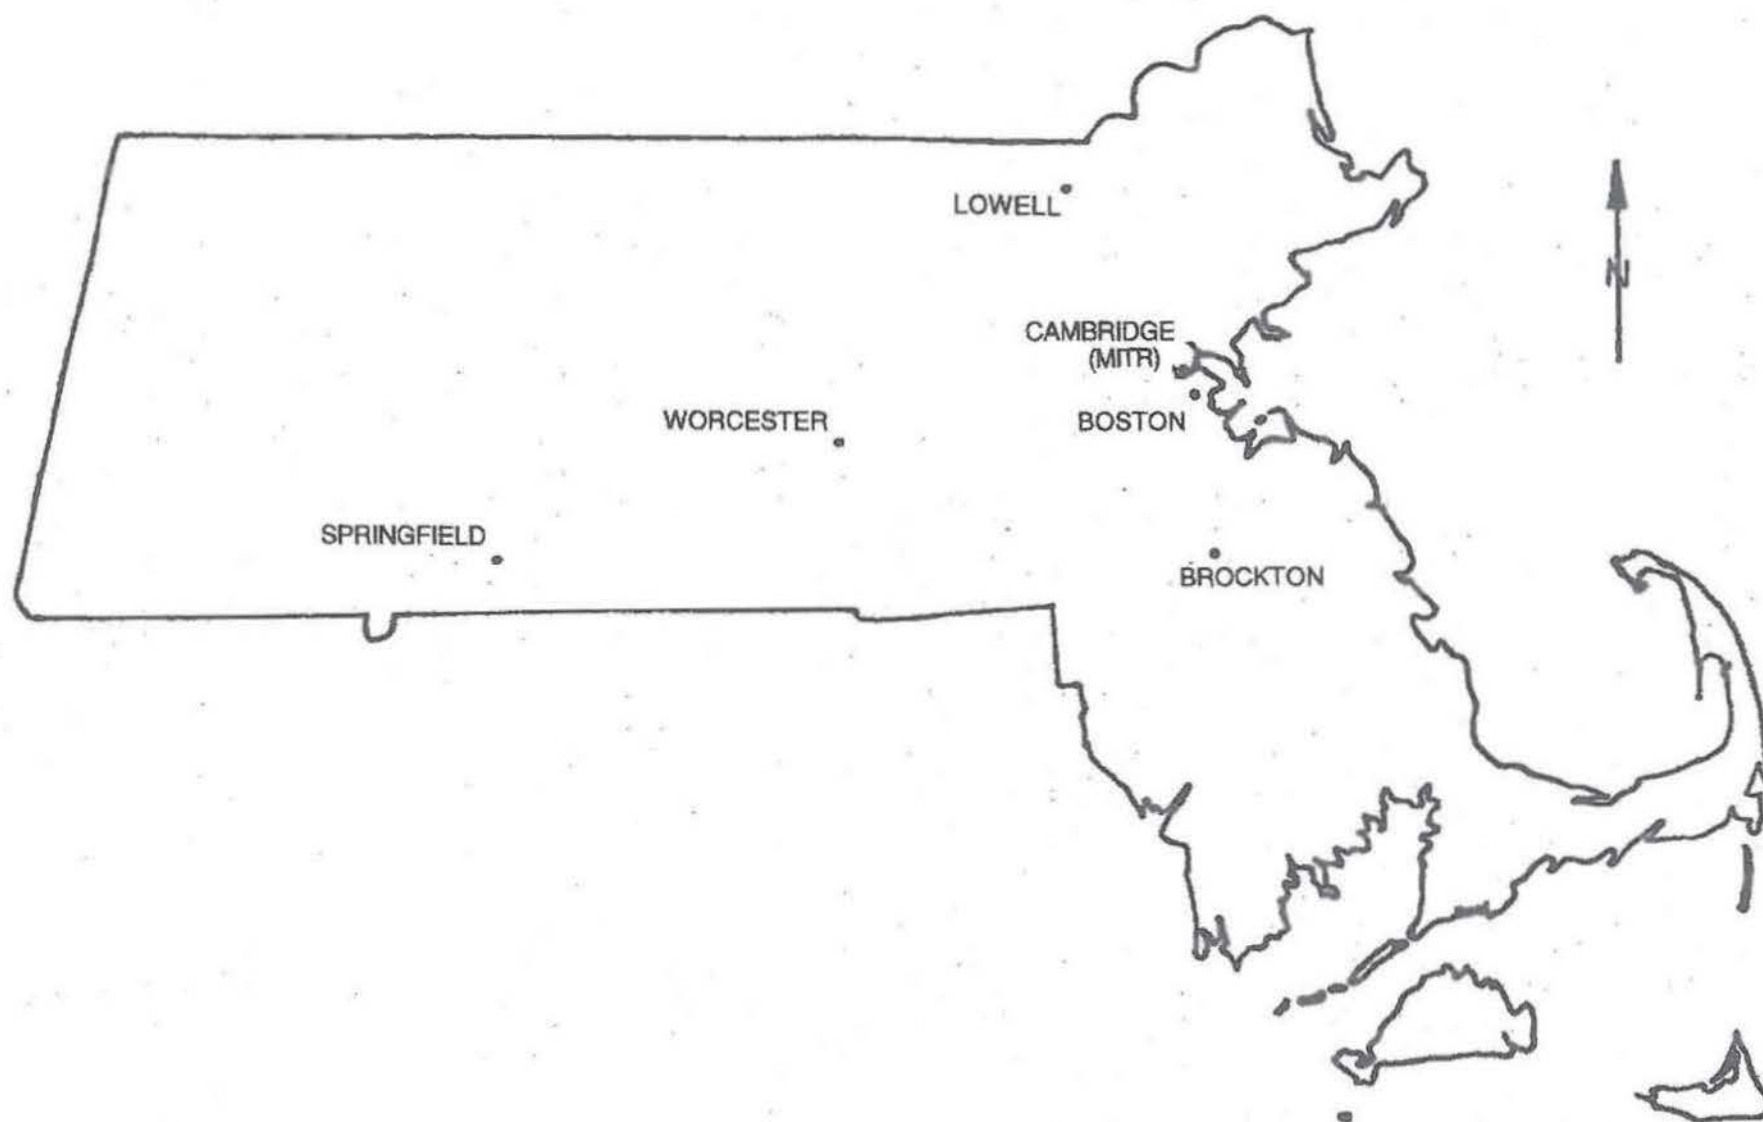 LOWELL
N
CAMBRIDGE
(MITR)
WORCESTER
BOSTON
SPRINGFIELD
BROCKTON